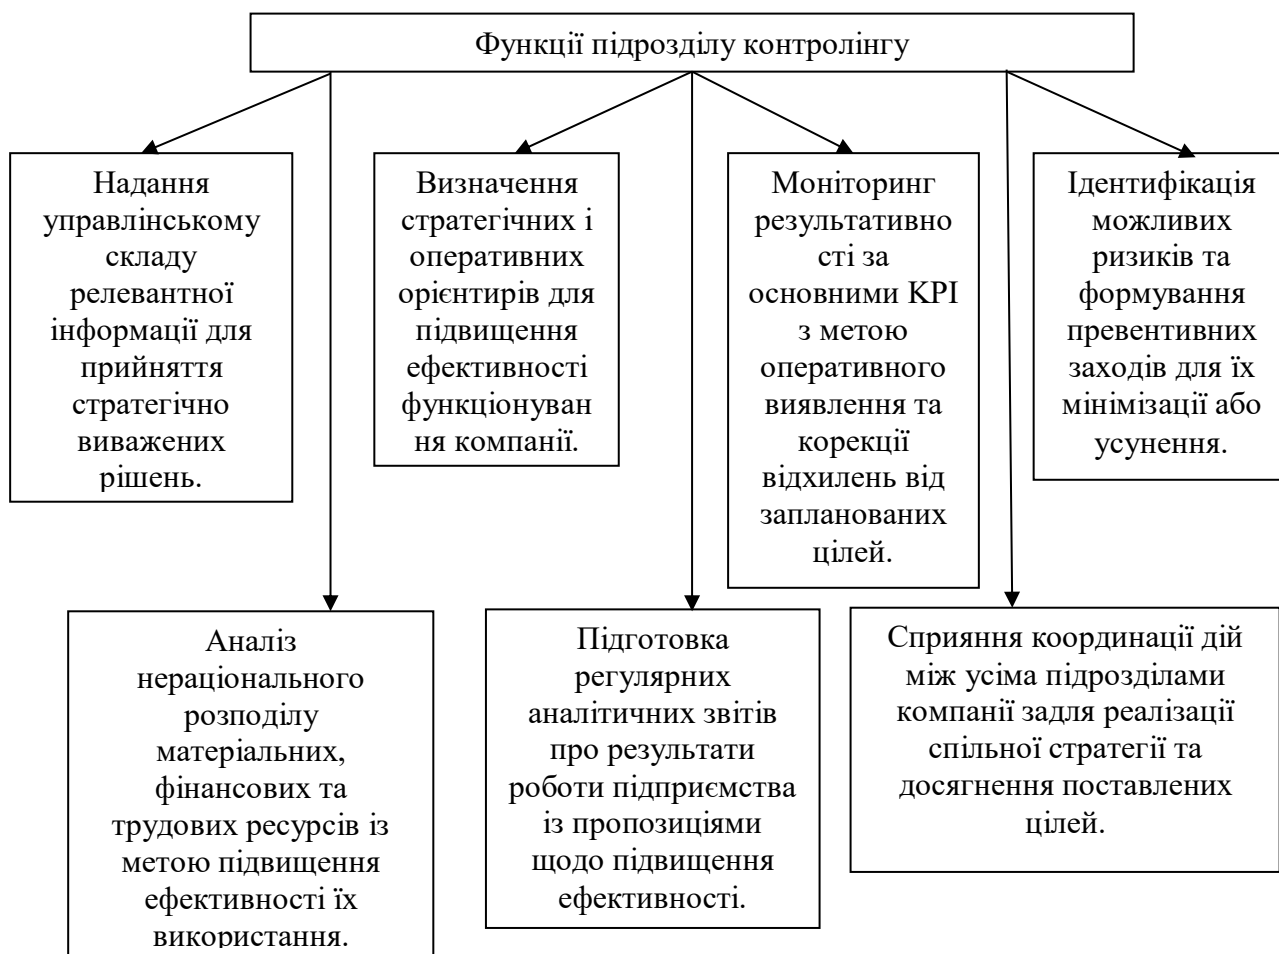 Функції підрозділу контролінгу
Надання
управлінському
складу
релевантної
інформації для
прийняття
стратегічно
виважених
рішень.
Визначення
стратегічних і
оперативних
орієнтирів для
підвищення
ефективності
функціонуван
ня компанії.
Моніторинг
результативно
сті за
основними KPI
з метою
оперативного
виявлення та
корекції
відхилень від
запланованих
цілей.
Ідентифікація
можливих
ризиків та
формування
превентивних
заходів для їх
мінімізації або
усунення.
Аналіз
нераціонального
розподілу
матеріальних,
фінансових та
трудових ресурсів із
метою підвищення
ефективності їх
використання.
Підготовка
регулярних
аналітичних звітів
про результати
роботи підприємства
із пропозиціями
щодо підвищення
ефективності.
Сприяння координації дій
між усіма підрозділами
компанії задля реалізації
спільної стратегії та
досягнення поставлених
цілей.